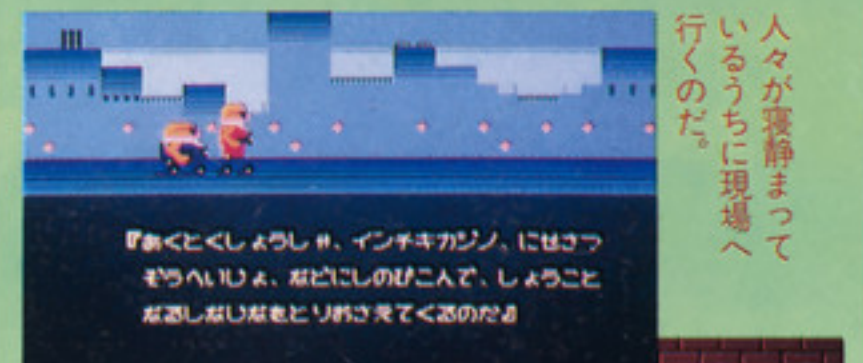 人々が寝静まって
いるうちに現場へ
行くのだ。
『あくとくしょうしゃ、インチキカジノ、にせさつ
ぞうへいじょ、などにしのびこんで、しょうこと
なるしないなをとりおさえてくるのだ』